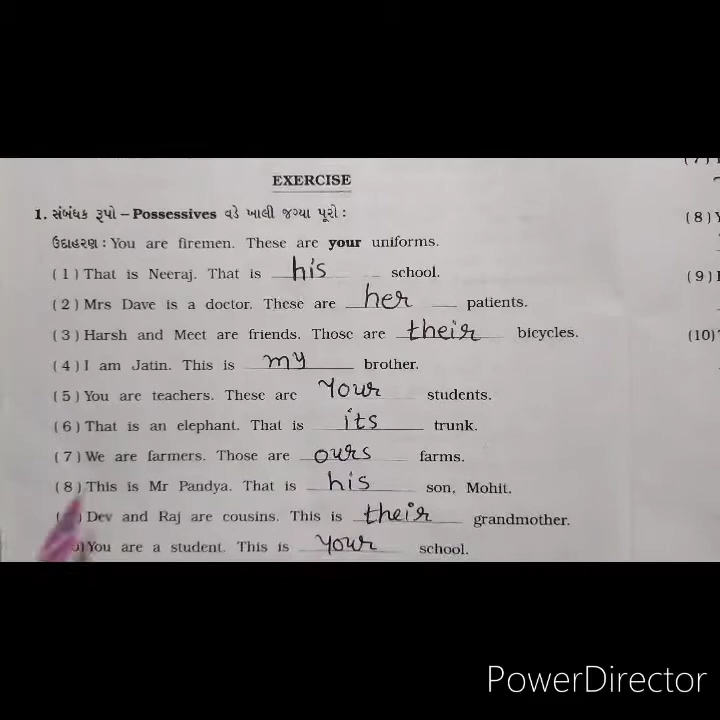 EXERCISE
1. સંબંધક રૂપો – Possessives વડે ખાલી જગ્યા પૂરો :
ઉદાહરણ : You are firemen. These are your uniforms.
(1) That is Neeraj. That is his school.
(2) Mrs Dave is a doctor. These are her patients.
(3) Harsh and Meet are friends. Those are their bicycles.
(4) I am Jatin. This is my brother.
(5) You are teachers. These are Your students.
(6) That is an elephant. That is its trunk.
(7) We are farmers. Those are ours farms.
(8) This is Mr Pandya. That is his son, Mohit.
Dev and Raj are cousins. This is their grandmother.
You are a student. This is Your school.
(8) Y
(9)
(10)
PowerDirector